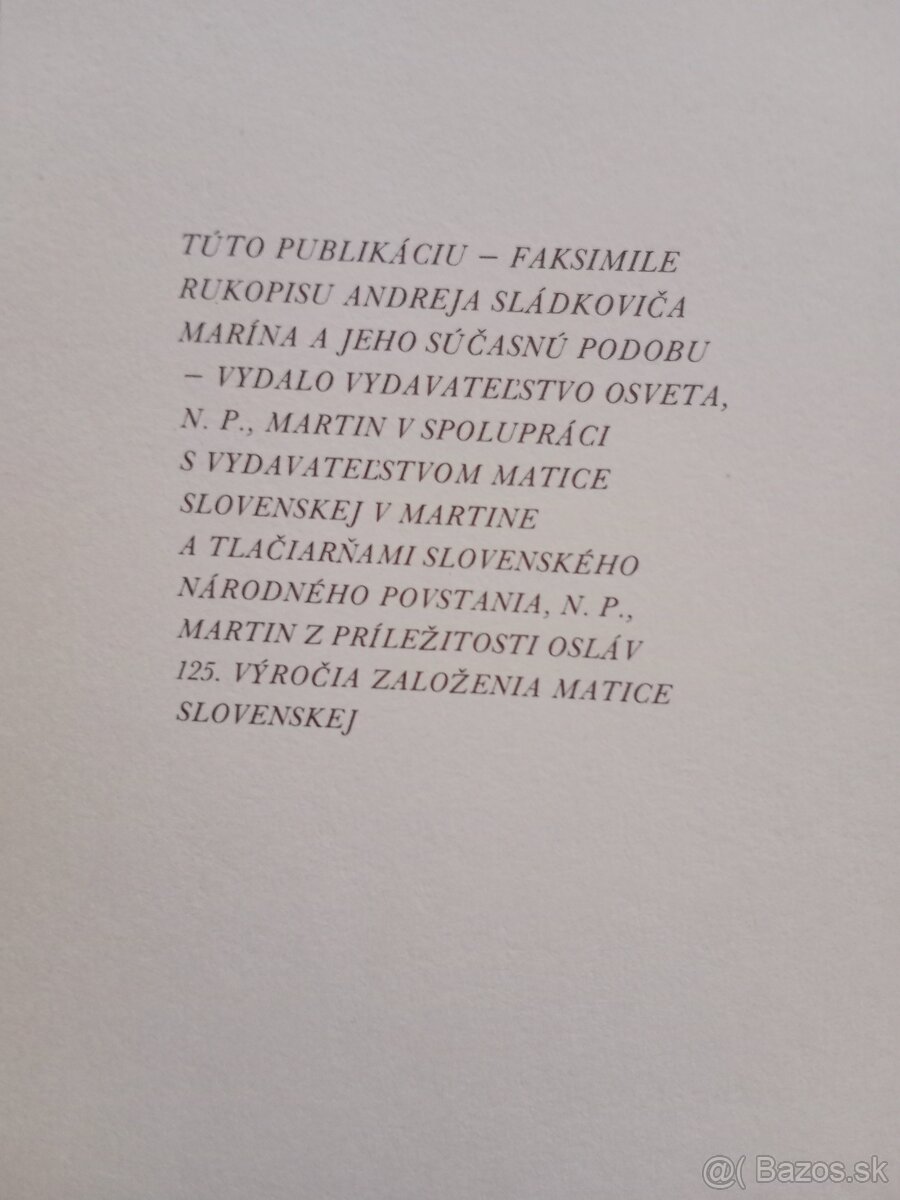 TÚTO PUBLIKÁCIU – FAKSIMILE
RUKOPISU ANDREJA SLÁDKOVIČA
MARÍNA A JEHO SÚČASNÚ PODOBU
– VYDALO VYDAVATEĽSTVO OSVETA,
N. P., MARTIN V SPOLUPRÁCI
S VYDAVATEĽSTVOM MATICE
SLOVENSKEJ V MARTINE
A TLAČIARŇAMI SLOVENSKÉHO
NÁRODNÉHO POVSTANIA, N. P.,
MARTIN Z PRÍLEŽITOSTI OSLÁV
125. VÝROČIA ZALOŽENIA MATICE
SLOVENSKEJ
@( Bazos.sk